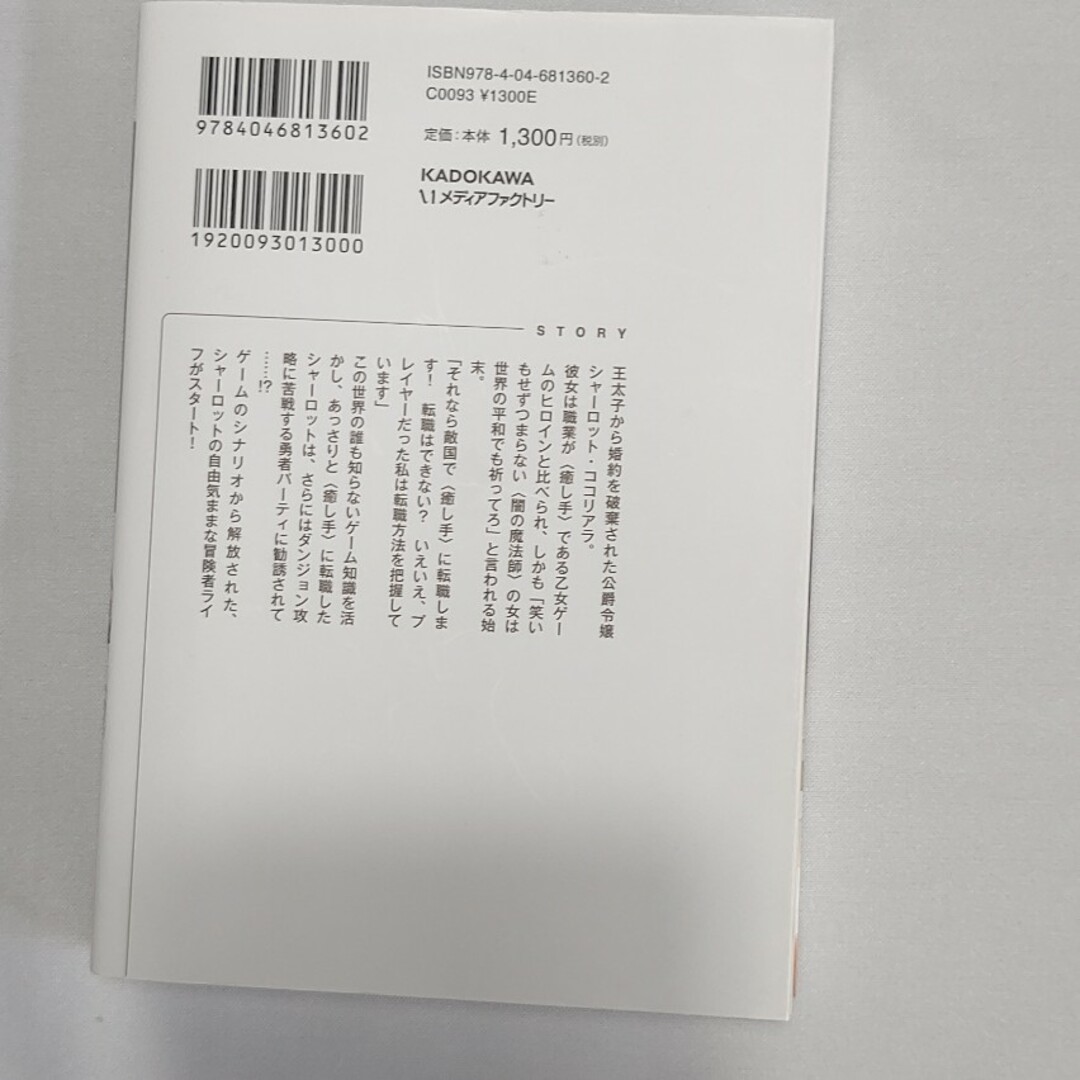 9784046813602
1920093013000
ISBN978-4-04-681360-2
C0093 ¥1300E
定価：本体 1,300円（税別）
KADOKAWA
メディアファクトリー
STORY
王太子から婚約を破棄された公爵令嬢
シャーロット・ココリアラ。
彼女は職業が〈癒し手〉である乙女ゲー
ムのヒロインと比べられ、しかも「笑い
もせずつまらない〈闇の魔法師〉の女は
世界の平和でも祈ってろ」と言われる始
末。
「それなら敵国で〈癒し手〉に転職しま
す！　転職はできない？　いえいえ、プ
レイヤーだった私は転職方法を把握して
います」
この世界の誰も知らないゲーム知識を活
かし、あっさりと〈癒し手〉に転職した
シャーロットは、さらにはダンジョン攻
略に苦戦する勇者パーティに勧誘されて
……!?
ゲームのシナリオから解放された、
シャーロットの自由気ままな冒険者ライ
フがスタート！